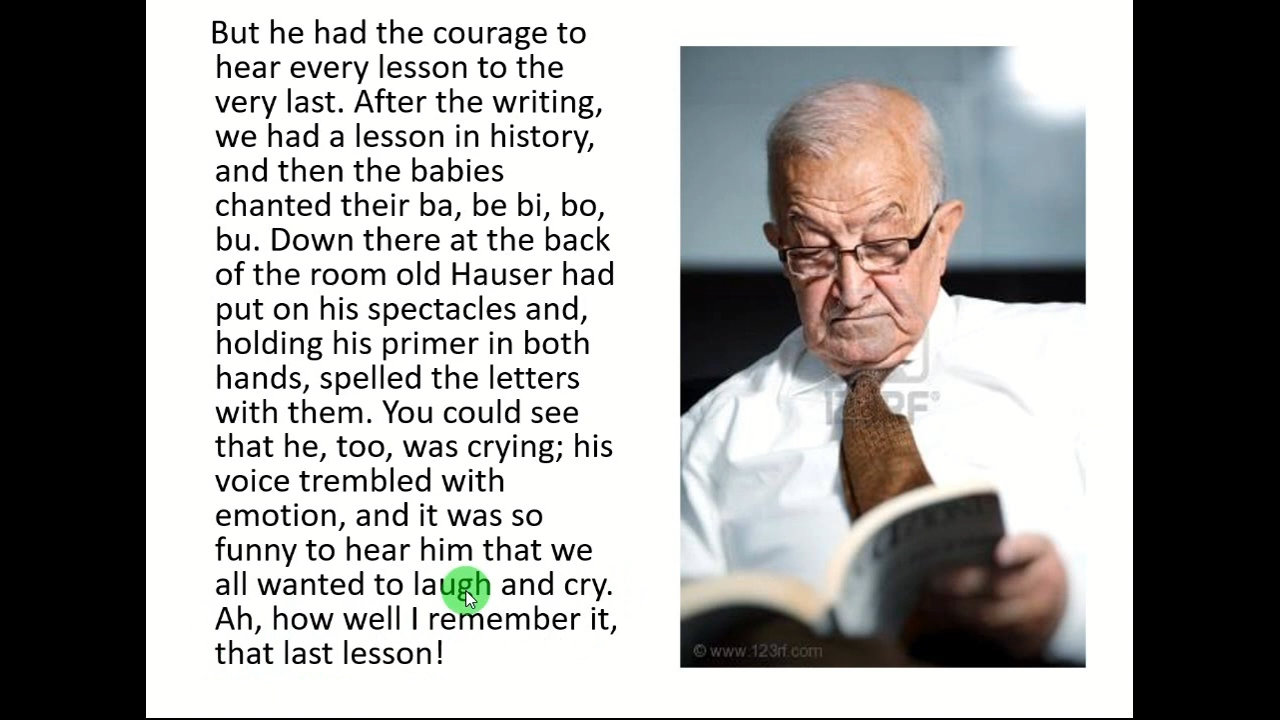 But he had the courage to
hear every lesson to the
very last. After the writing,
we had a lesson in history,
and then the babies
chanted their ba, be bi, bo,
bu. Down there at the back
of the room old Hauser had
put on his spectacles and,
holding his primer in both
hands, spelled the letters
with them. You could see
that he, too, was crying; his
voice trembled with
emotion, and it was so
funny to hear him that we
all wanted to laugh and cry.
Ah, how well I remember it,
that last lesson!
123RF®
© www.123rf.com